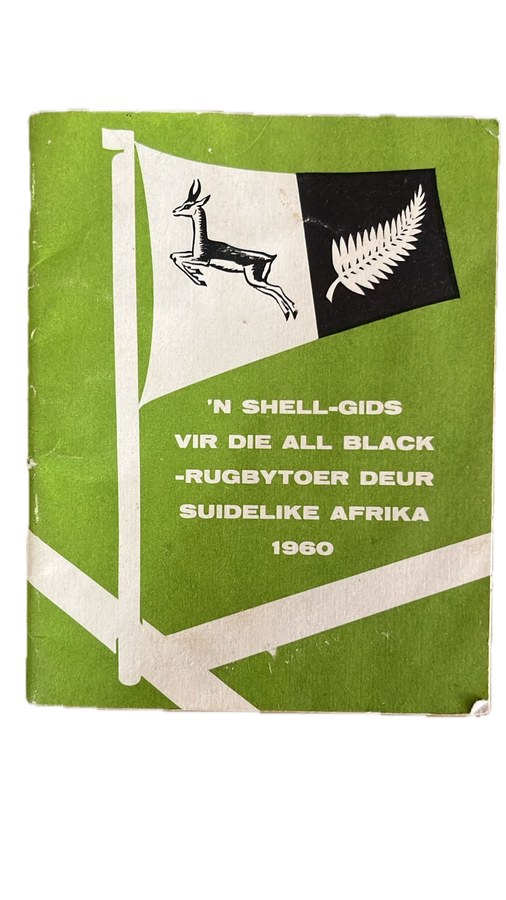 'N SHELL-GIDS
VIR DIE ALL BLACK
-RUGBYTOER DEUR
SUIDELIKE AFRIKA
1960